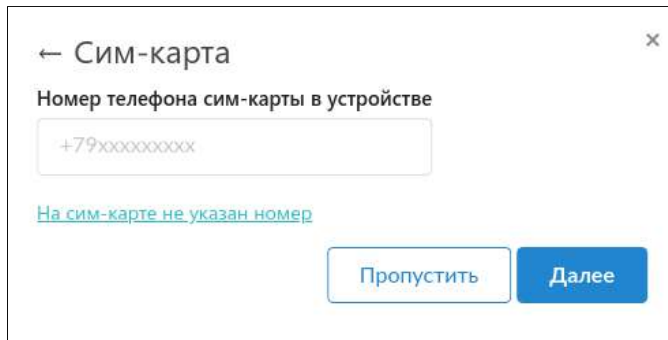 ← Сим-карта
×
Номер телефона сим-карты в устройстве
+79xxxxxxxxx
На сим-карте не указан номер
Пропустить
Далее